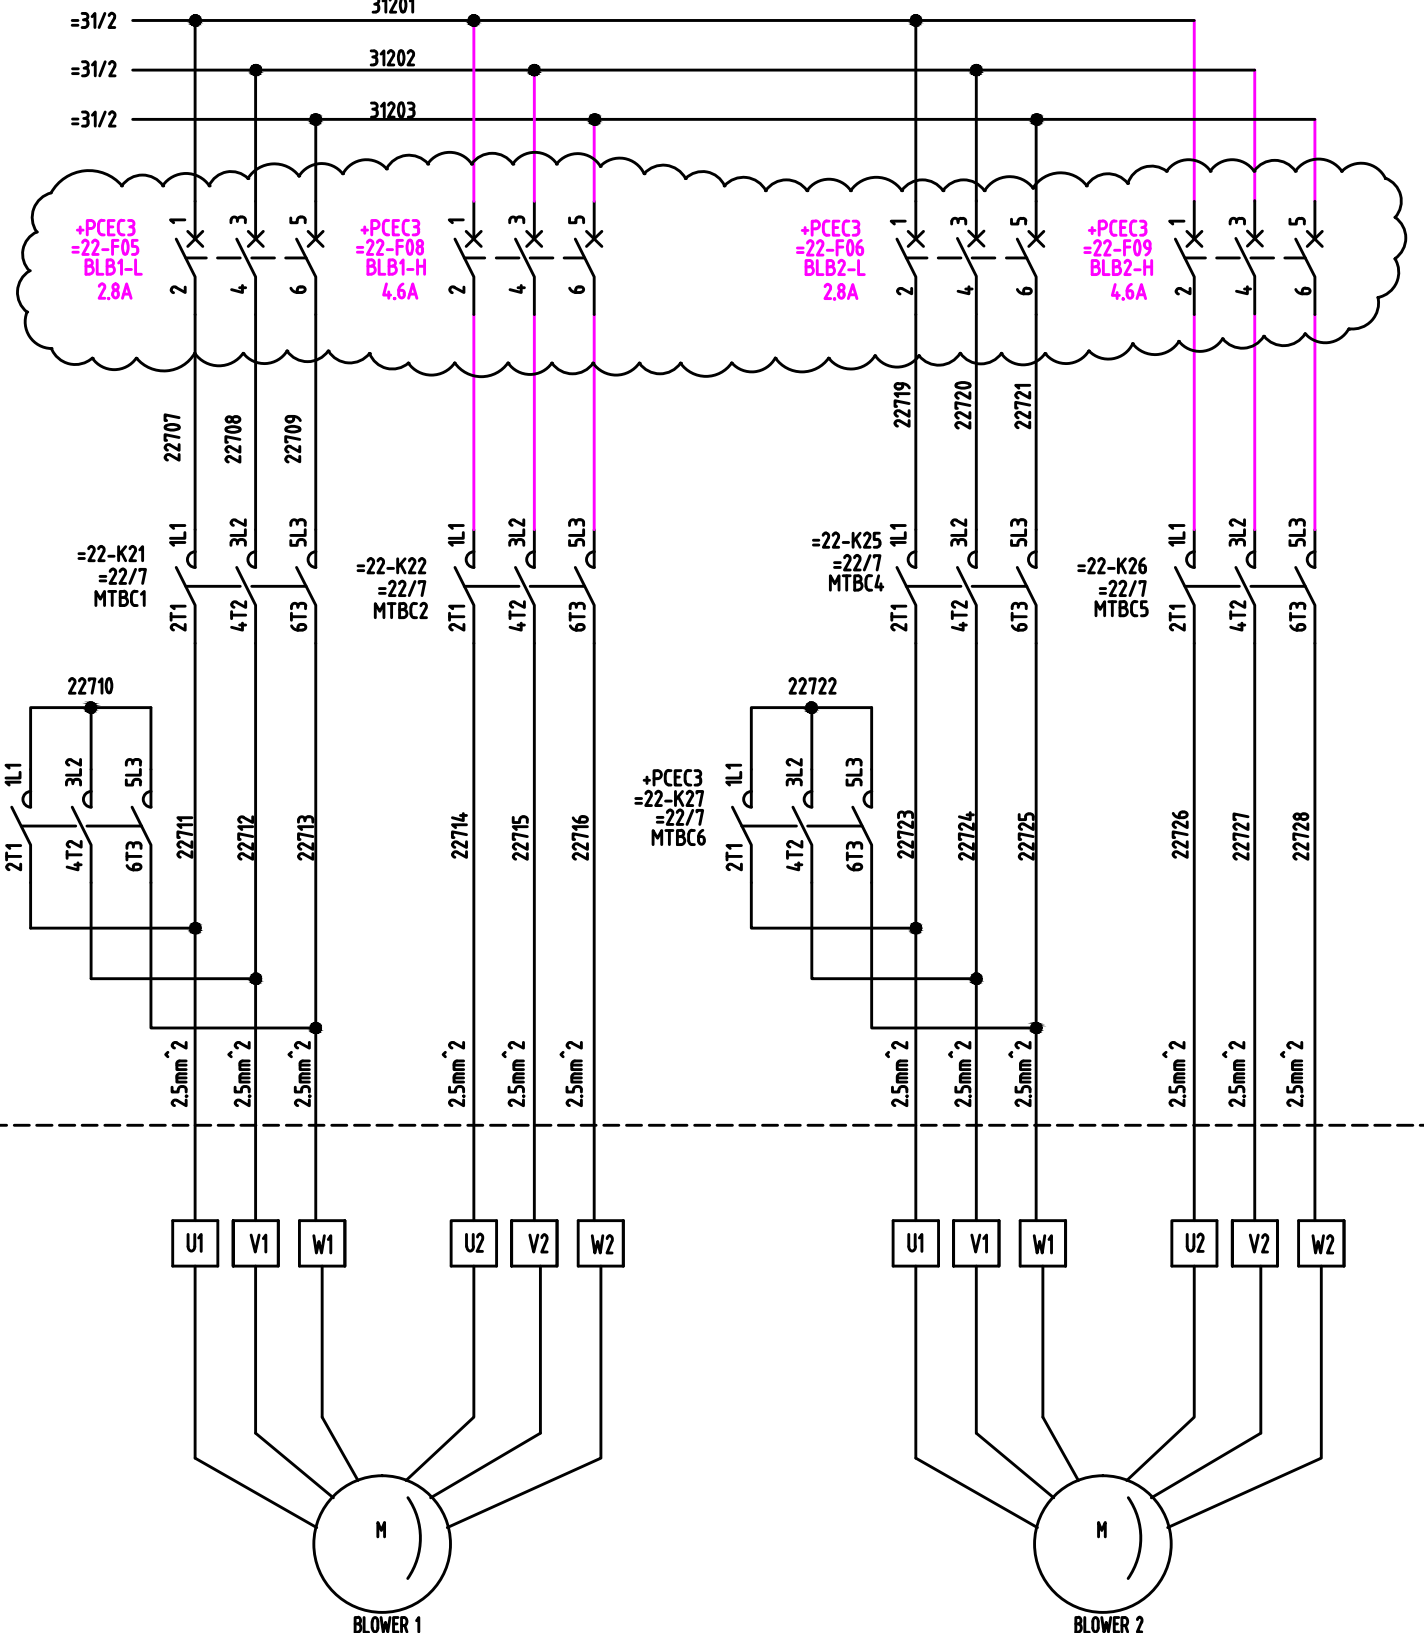 31201
=31/2
31202
=31/2
31203
=31/2
+PCEC3
=22-F05
BLB1-L
2.8A
1
3
5
2
4
6
+PCEC3
=22-F08
BLB1-H
4.6A
1
3
5
2
4
6
+PCEC3
=22-F06
BLB2-L
2.8A
1
3
5
2
4
6
+PCEC3
=22-F09
BLB2-H
4.6A
1
3
5
2
4
6
22707
22708
22709
22719
22720
22721
=22-K21
=22/7
MTBC1
1L1
3L2
5L3
2T1
4T2
6T3
=22-K22
=22/7
MTBC2
1L1
3L2
5L3
2T1
4T2
6T3
=22-K25
=22/7
MTBC4
1L1
3L2
5L3
2T1
4T2
6T3
=22-K26
=22/7
MTBC5
1L1
3L2
5L3
2T1
4T2
6T3
22710
1L1
3L2
5L3
2T1
4T2
6T3
22711
22712
22713
22714
22715
22716
22722
+PCEC3
=22-K27
=22/7
MTBC6
1L1
3L2
5L3
2T1
4T2
6T3
22723
22724
22725
22726
22727
22728
2.5mm^2
2.5mm^2
2.5mm^2
2.5mm^2
2.5mm^2
2.5mm^2
2.5mm^2
2.5mm^2
2.5mm^2
2.5mm^2
2.5mm^2
2.5mm^2
U1
V1
W1
U2
V2
W2
U1
V1
W1
U2
V2
W2
M
M
BLOWER 1
BLOWER 2